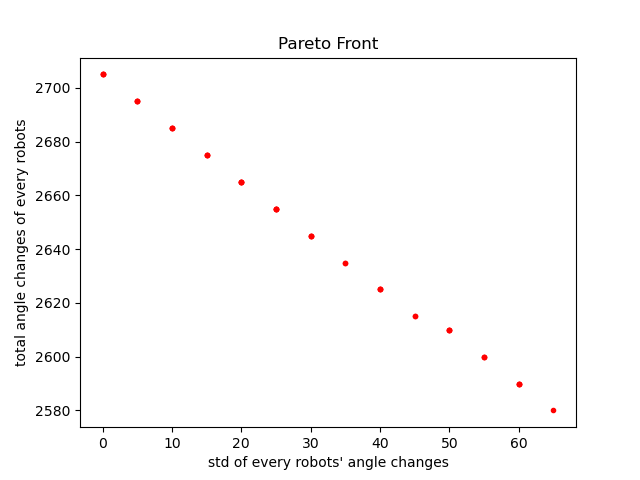 Pareto Front
total angle changes of every robots
2700
2680
2660
2640
2620
2600
2580
0 10 20 30 40 50 60
std of every robots' angle changes